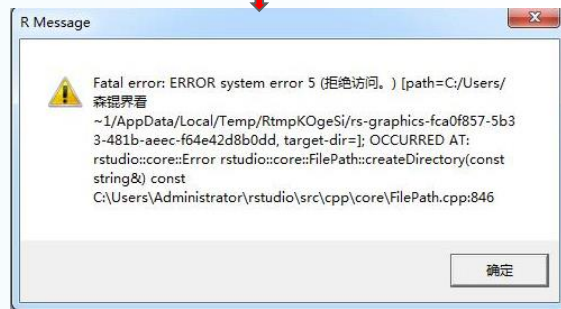 R Message
Fatal error: ERROR system error 5 (拒绝访问。) [path=C:/Users/
森锟界看
~1/AppData/Local/Temp/RtmpKOgeSi/rs-graphics-fca0f857-5b3
3-481b-aeec-f64e42d8b0dd, target-dir=]; OCCURRED AT:
rstudio::core::Error rstudio::core::FilePath::createDirectory(const
string&) const
C:\Users\Administrator\rstudio\src\cpp\core\FilePath.cpp:846
确定